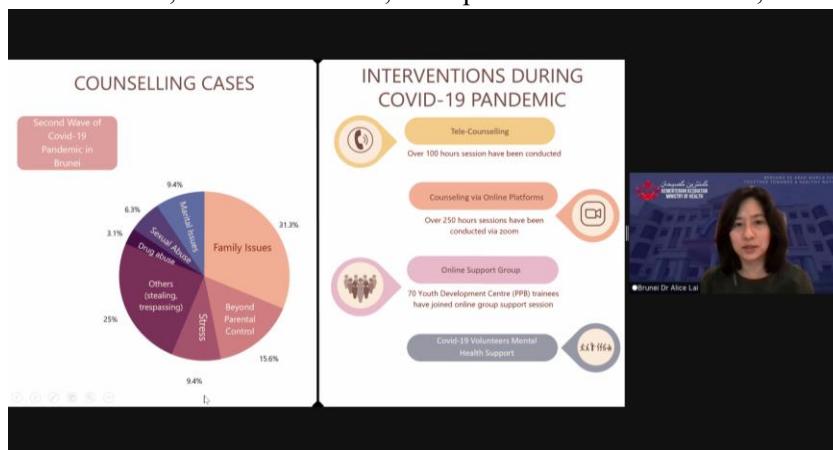 COUNSELLING CASES
Second Wave of
Covid-19
Pandemic in
Brunei
9.4%
Marital Issues
6.3%
Sexual Abuse
3.1%
Drug abuse
31.3%
Family Issues
Others
(stealing,
trespassing)
25%
Stress
9.4%
Beyond
Parental
Control
15.6%
INTERVENTIONS DURING
COVID-19 PANDEMIC
Tele-Counselling
Over 100 hours session have been conducted
Counseling via Online Platforms
Over 250 hours sessions have been
conducted via zoom
Online Support Group
70 Youth Development Centre (PPB) trainees
have joined online group support session
Covid-19 Volunteers Mental
Health Support
KEMENTERIAN KESIHATAN
MINISTRY OF HEALTH
TOGETHER TOWARDS A HEALTHY
Brunei Dr Alice Lai